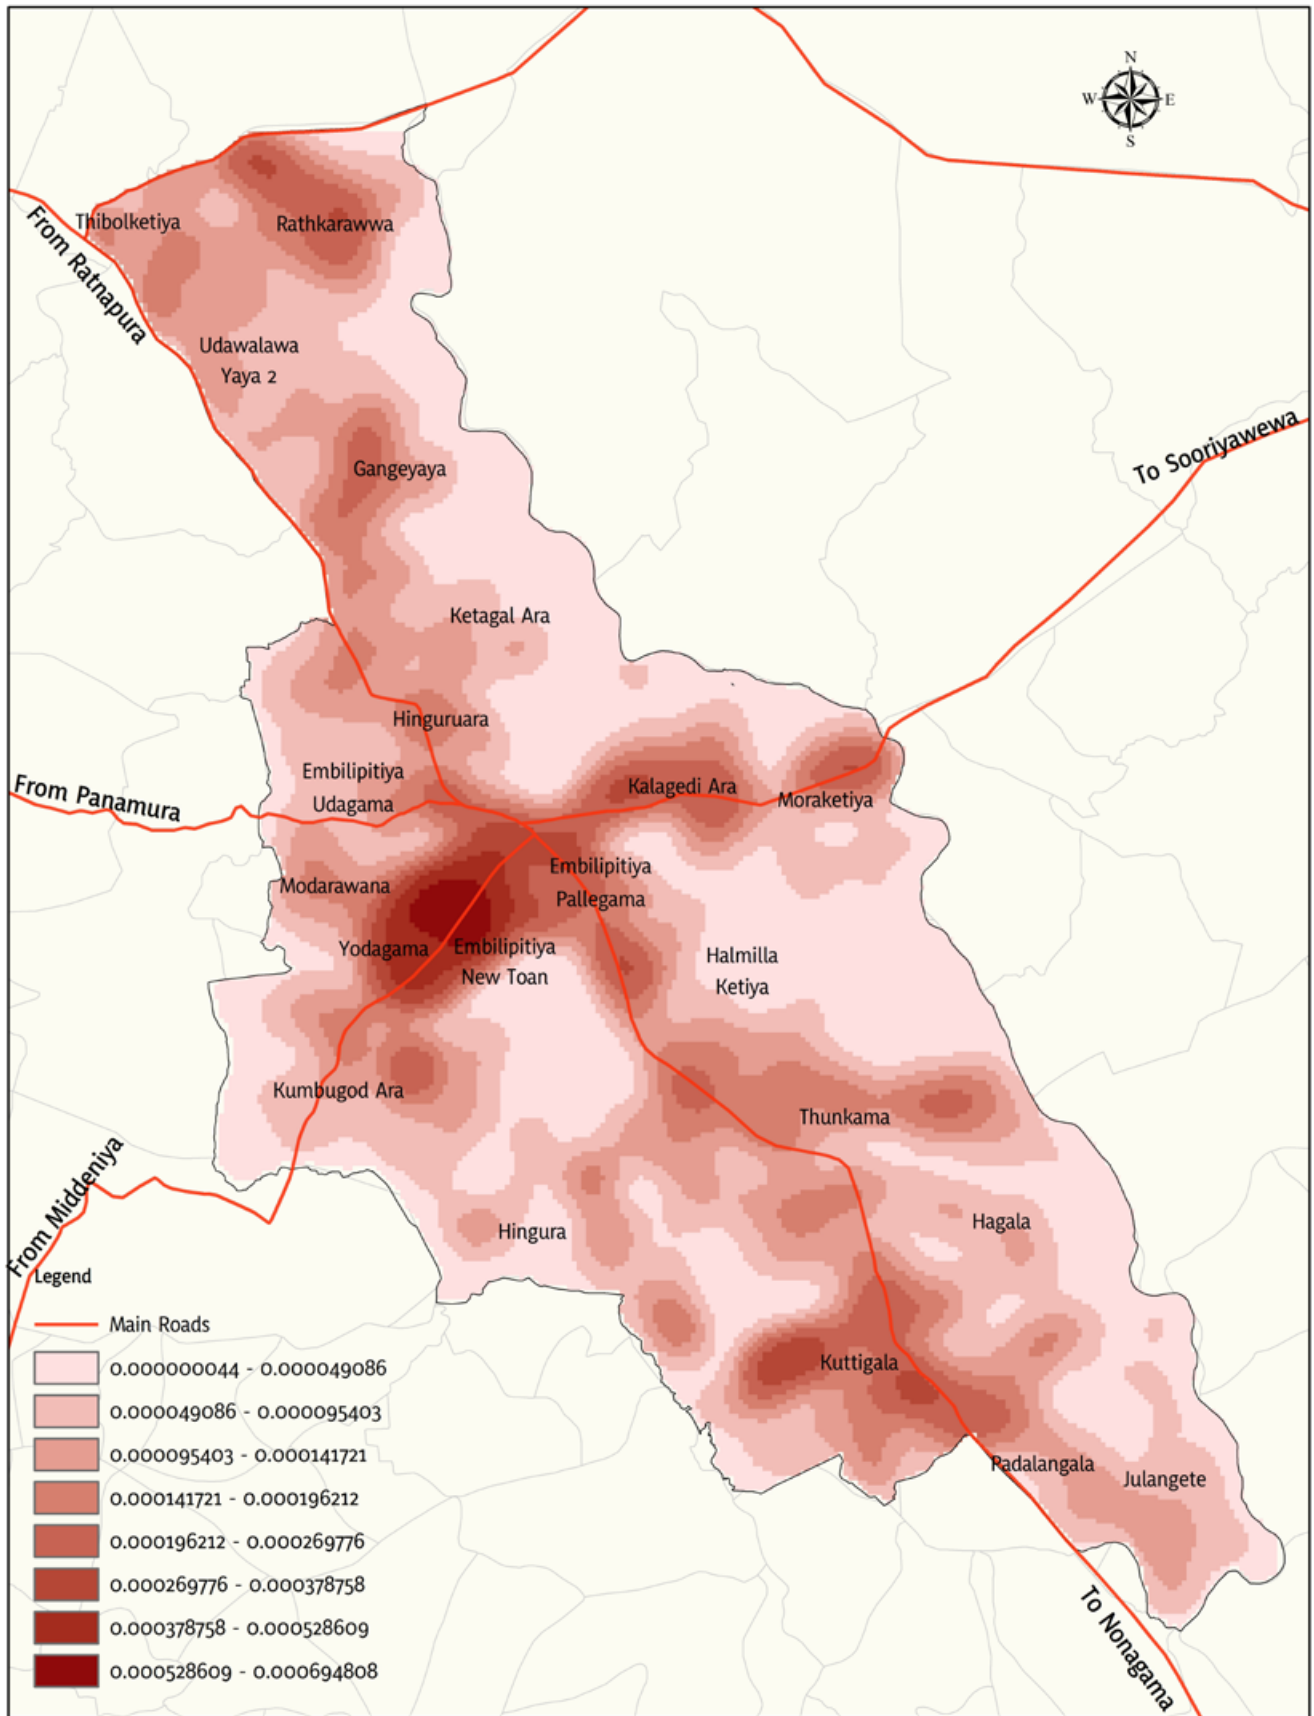 N
W E
S
Thibolketiya
Rathkarawwa
From Ratnapura
Udawalawa
Yaya 2
To Sooriyawewa
Gangeyaya
Ketagal Ara
Hinguruara
Embilipitiya
Udagama
From Panamura
Kalagedi Ara
Moraketiya
Embilipitiya
Pallegama
Modarawana
Yodagama
Embilipitiya
New Toan
Halmilla
Ketiya
Kumbugod Ara
Thunkama
From Middeniya
Hingura
Hagala
Kuttigala
Padalangala
Julangete
To Nonagama
Legend
Main Roads
0.000000044 - 0.000049086
0.000049086 - 0.000095403
0.000095403 - 0.000141721
0.000141721 - 0.000196212
0.000196212 - 0.000269776
0.000269776 - 0.000378758
0.000378758 - 0.000528609
0.000528609 - 0.000694808